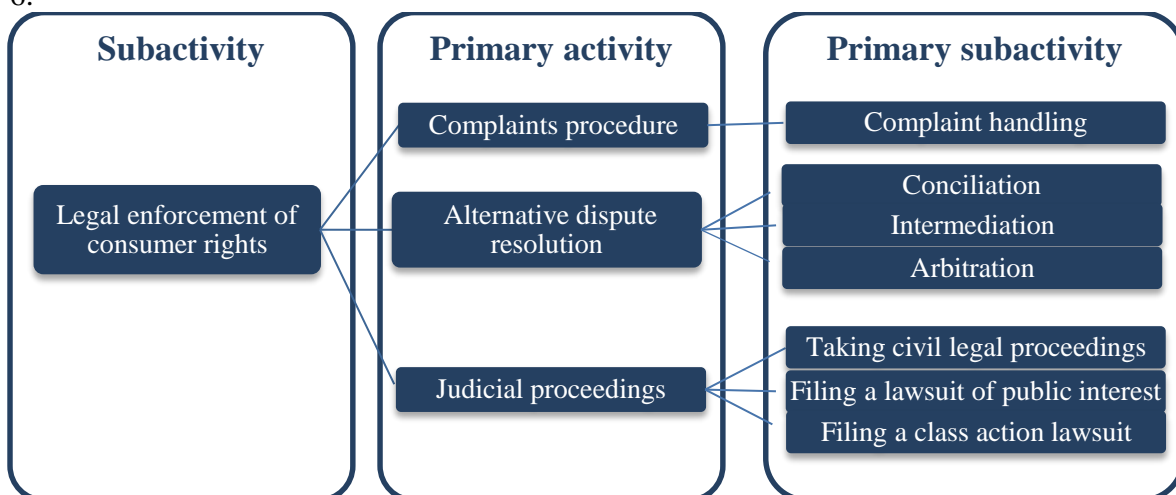 Subactivity
Primary activity
Primary subactivity
Legal enforcement of
consumer rights
Complaints procedure
Alternative dispute
resolution
Judicial proceedings
Complaint handling
Conciliation
Intermediation
Arbitration
Taking civil legal proceedings
Filing a lawsuit of public interest
Filing a class action lawsuit